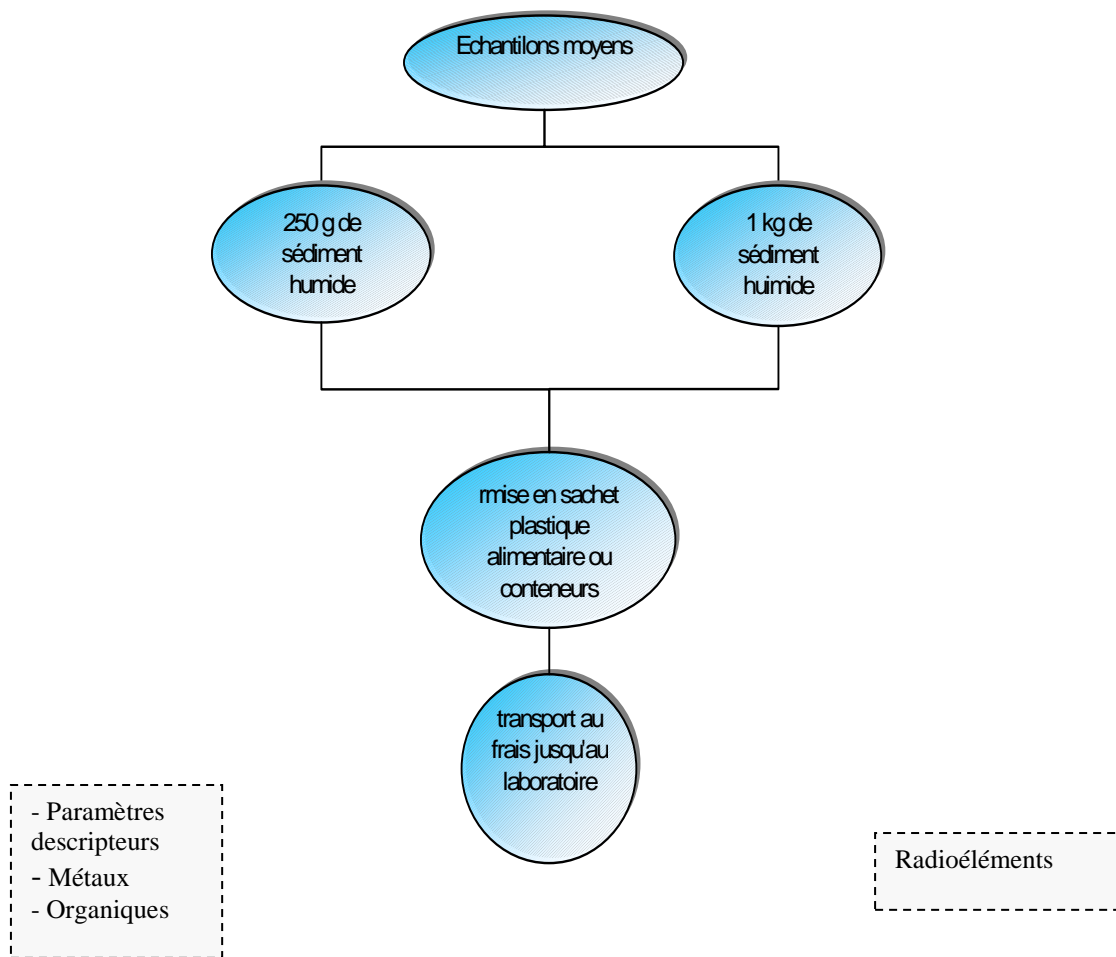 Echantilons moyens
250 g de
sédiment
humide
1 kg de
sédiment
huimide
rmise en sachet
plastique
alimentaire ou
conteneurs
transport au
frais jusqu'au
laboratoire
- Paramètres
descripteurs
- Métaux
- Organiques
Radioéléments